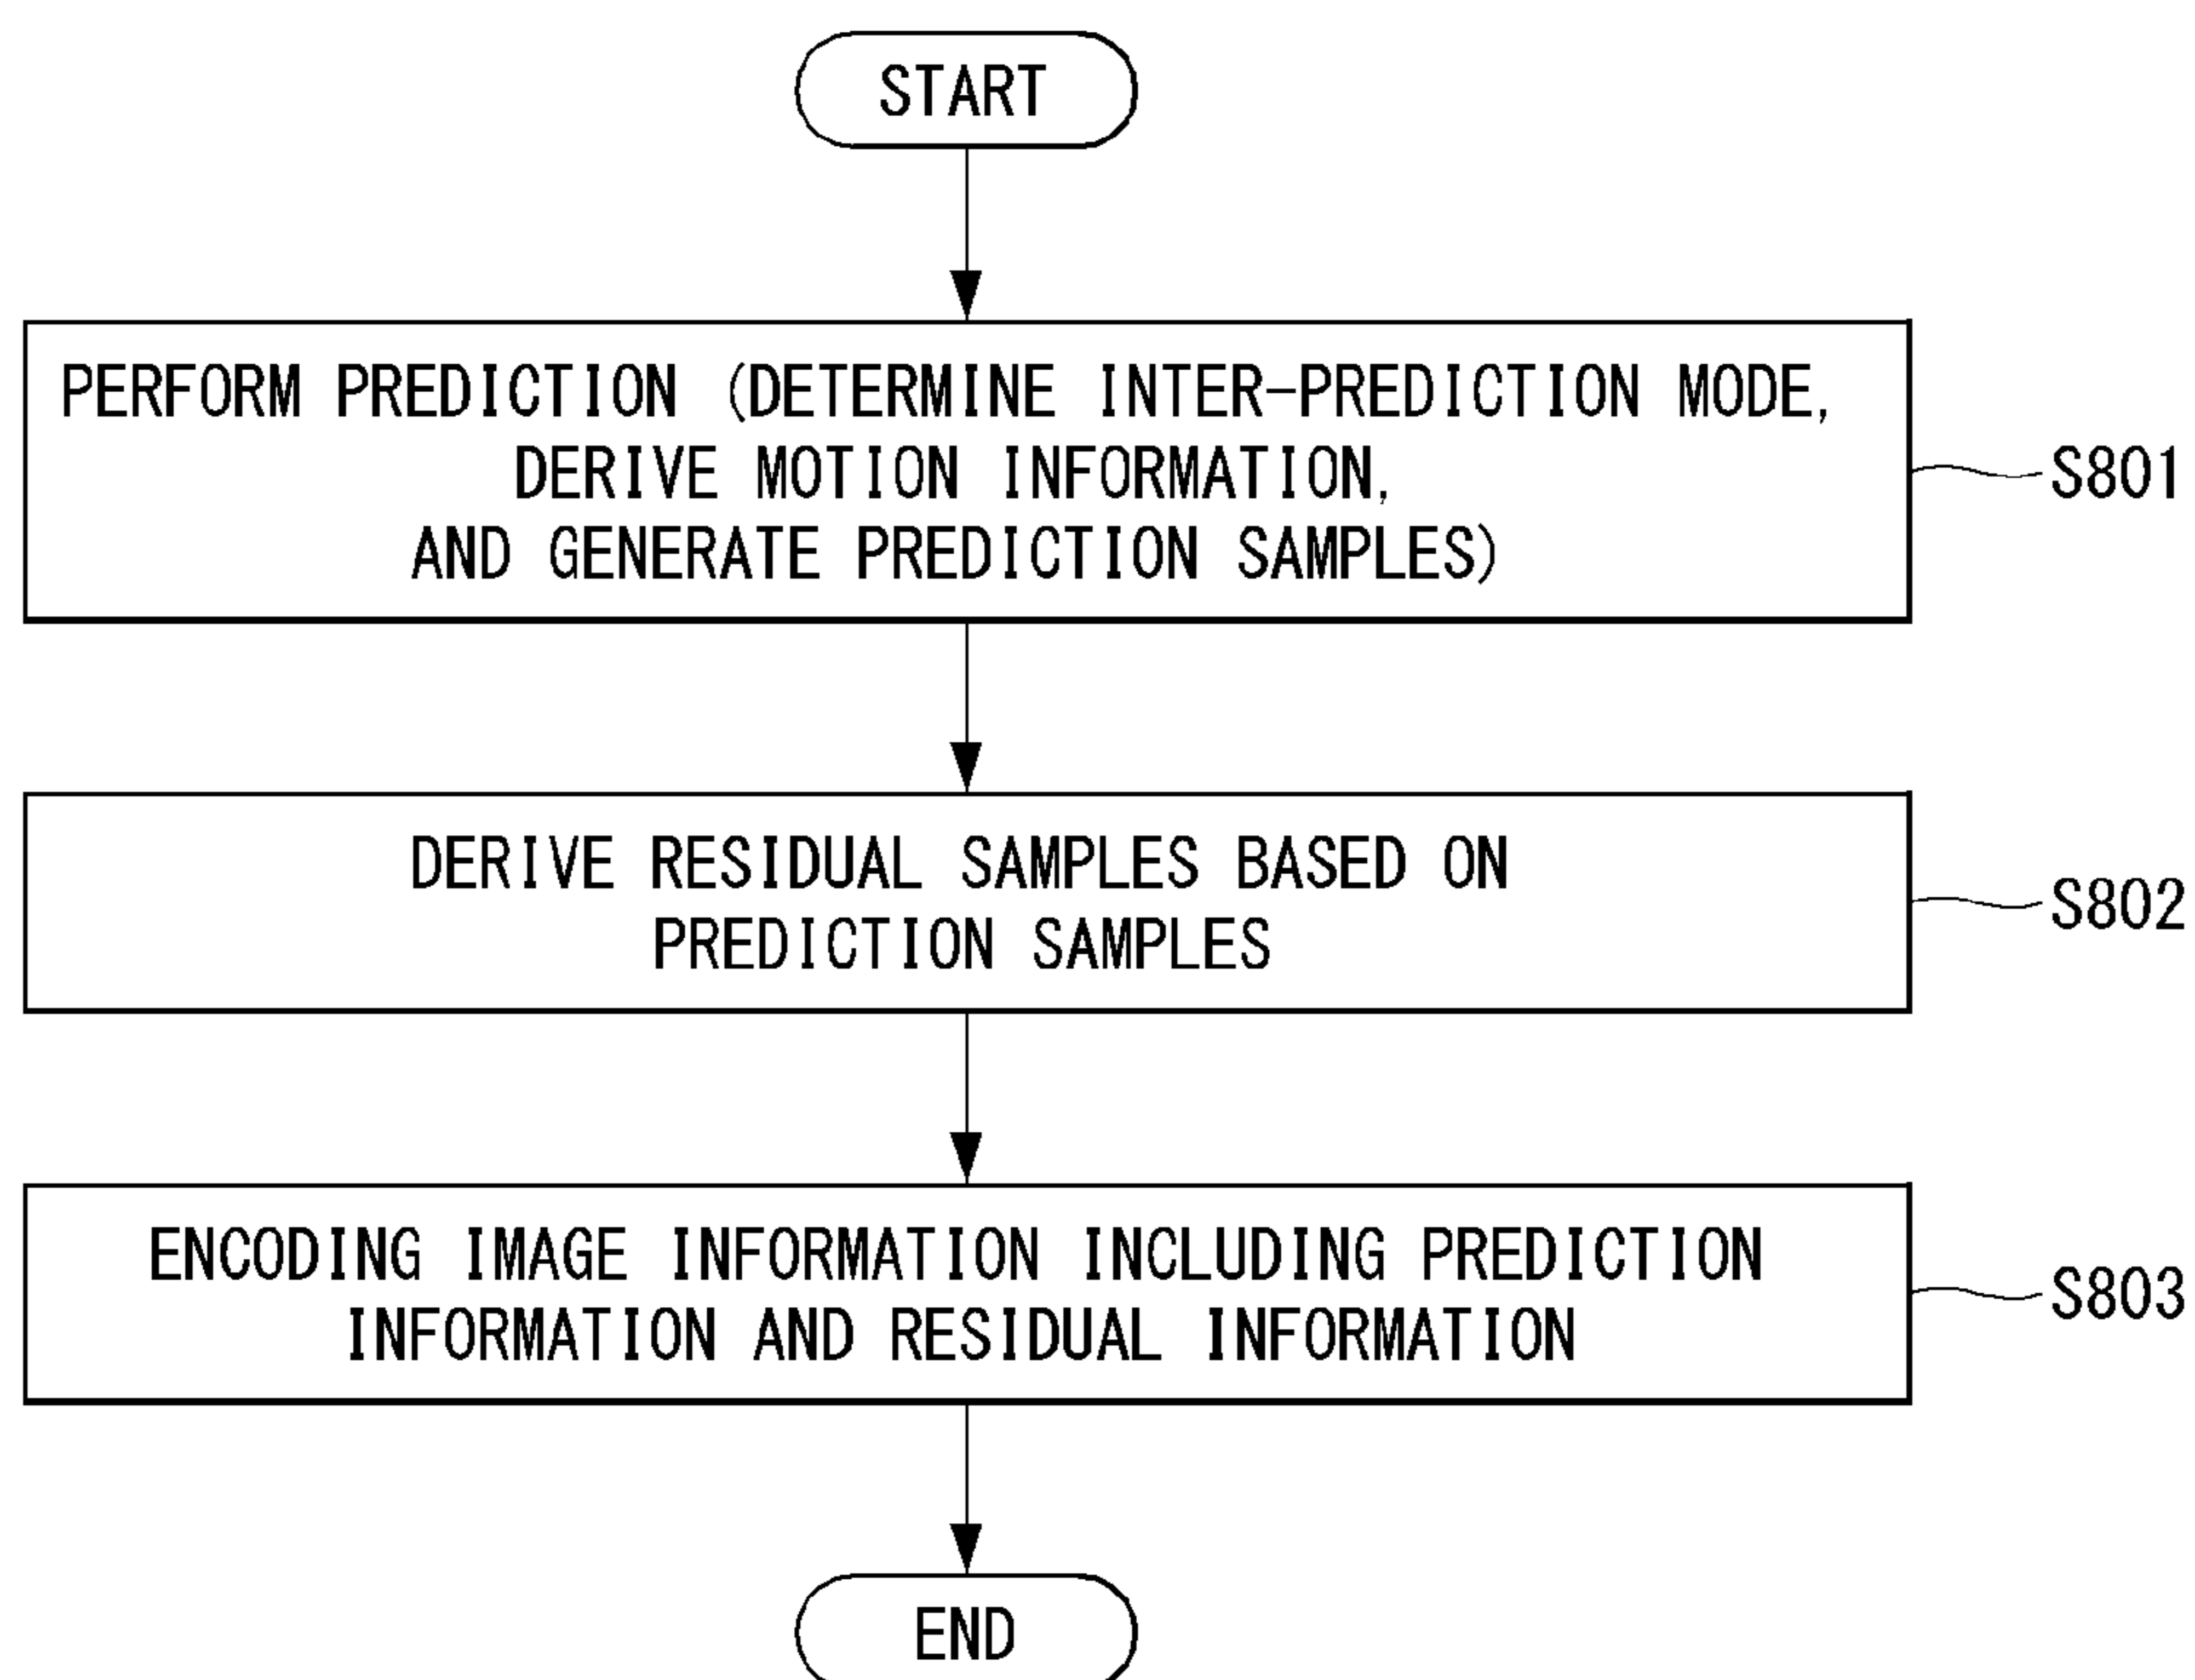 START
PERFORM PREDICTION (DETERMINE INTER-PREDICTION MODE,
DERIVE MOTION INFORMATION,
AND GENERATE PREDICTION SAMPLES)
S801
DERIVE RESIDUAL SAMPLES BASED ON
PREDICTION SAMPLES
S802
ENCODING IMAGE INFORMATION INCLUDING PREDICTION
INFORMATION AND RESIDUAL INFORMATION
S803
END